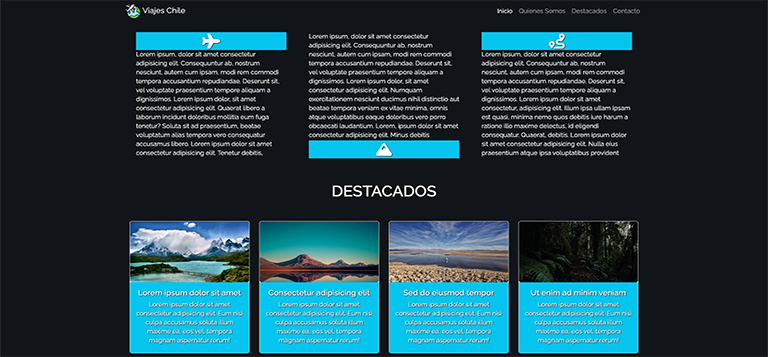 Viajes Chile
Inicio Quienes Somos Destacados Contacto
Lorem ipsum dolor sit amet consectetur
adipisicing elit. Consequuntur ab, nostrum
nesciunt, autem cum ipsam, modi rem commodi
tempora accusantium repudiandae. Deserunt sit,
vel voluptate praesentium tempore aliquam a
dignissimos. Lorem ipsum dolor, sit amet
consectetur adipisicing elit. Quaerat libero a
laborum incidunt doloribus mollitia eum fuga
tenetur? Soluta sit ad praesentium, beatae
voluptatum alias tempora vero consequatur
accusamus libero. Lorem ipsum dolor sit amet
consectetur adipisicing elit. Tenetur debitis,
Lorem ipsum dolor sit amet consectetur
adipisicing elit. Consequuntur ab, nostrum
nesciunt, autem cum ipsam, modi rem commodi
tempora accusantium repudiandae. Deserunt sit,
vel voluptate praesentium tempore aliquam a
dignissimos. Lorem ipsum dolor, sit amet
consectetur adipisicing elit. Numquam
exercitationem nesciunt ducimus nihil distinctio aut
beatae tempora veniam ex vitae minima, omnis
atque voluptatibus eaque doloribus vero porro
obcaecati laudantium. Lorem, ipsum dolor sit amet
consectetur adipisicing elit. Minus debitis
Lorem ipsum dolor sit amet consectetur
adipisicing elit. Consequuntur ab, nostrum
nesciunt, autem cum ipsam, modi rem commodi
tempora accusantium repudiandae. Deserunt sit,
vel voluptate praesentium tempore aliquam a
dignissimos. Lorem ipsum dolor, sit amet
consectetur adipisicing elit. Illum ipsa ullam ipsam
est quasi, minima nemo quos dolores iure harum a
ratione illo maxime delectus, id eligendi
consequatur. Quaerat, debitis. Lorem ipsum dolor
sit amet consectetur adipisicing elit. Nulla eius
praesentium atque ipsa voluptatibus provident
DESTACADOS
Lorem ipsum dolor sit amet
Lorem ipsum dolor sit amet
consectetur adipisicing elit. Eum nisi
culpa accusamus soluta illum
maxime ea, eos vel, tempora
magnam aspernatur rerum!
Consectetur adipisicing elit
Lorem ipsum dolor sit amet
consectetur adipisicing elit. Eum nisi
culpa accusamus soluta illum
maxime ea, eos vel, tempora
magnam aspernatur rerum!
Sed do eiusmod tempor
Lorem ipsum dolor sit amet
consectetur adipisicing elit. Eum nisi
culpa accusamus soluta illum
maxime ea, eos vel, tempora
magnam aspernatur rerum!
Ut enim ad minim veniam
Lorem ipsum dolor sit amet
consectetur adipisicing elit. Eum nisi
culpa accusamus soluta illum
maxime ea, eos vel, tempora
magnam aspernatur rerum!